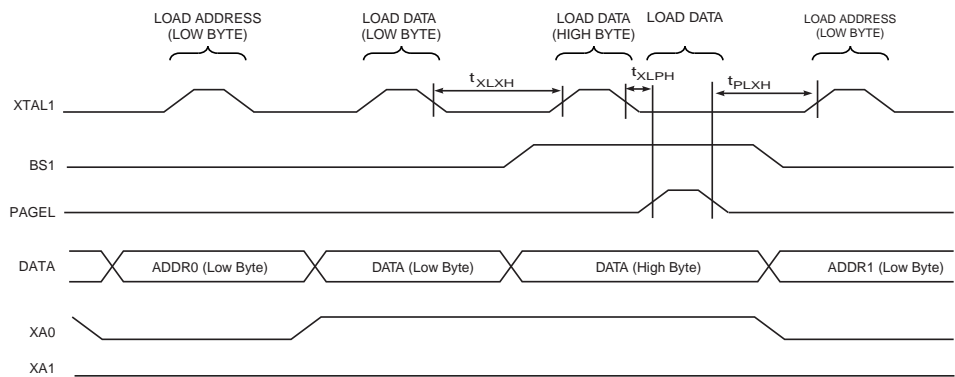 LOAD ADDRESS
(LOW BYTE)
LOAD DATA
(LOW BYTE)
LOAD DATA
(HIGH BYTE)
LOAD DATA
LOAD ADDRESS
(LOW BYTE)
tXLXH
tXLPH
tPLXH
XTAL1
BS1
PAGEL
DATA
ADDR0 (Low Byte)
DATA (Low Byte)
DATA (High Byte)
ADDR1 (Low Byte)
XA0
XA1